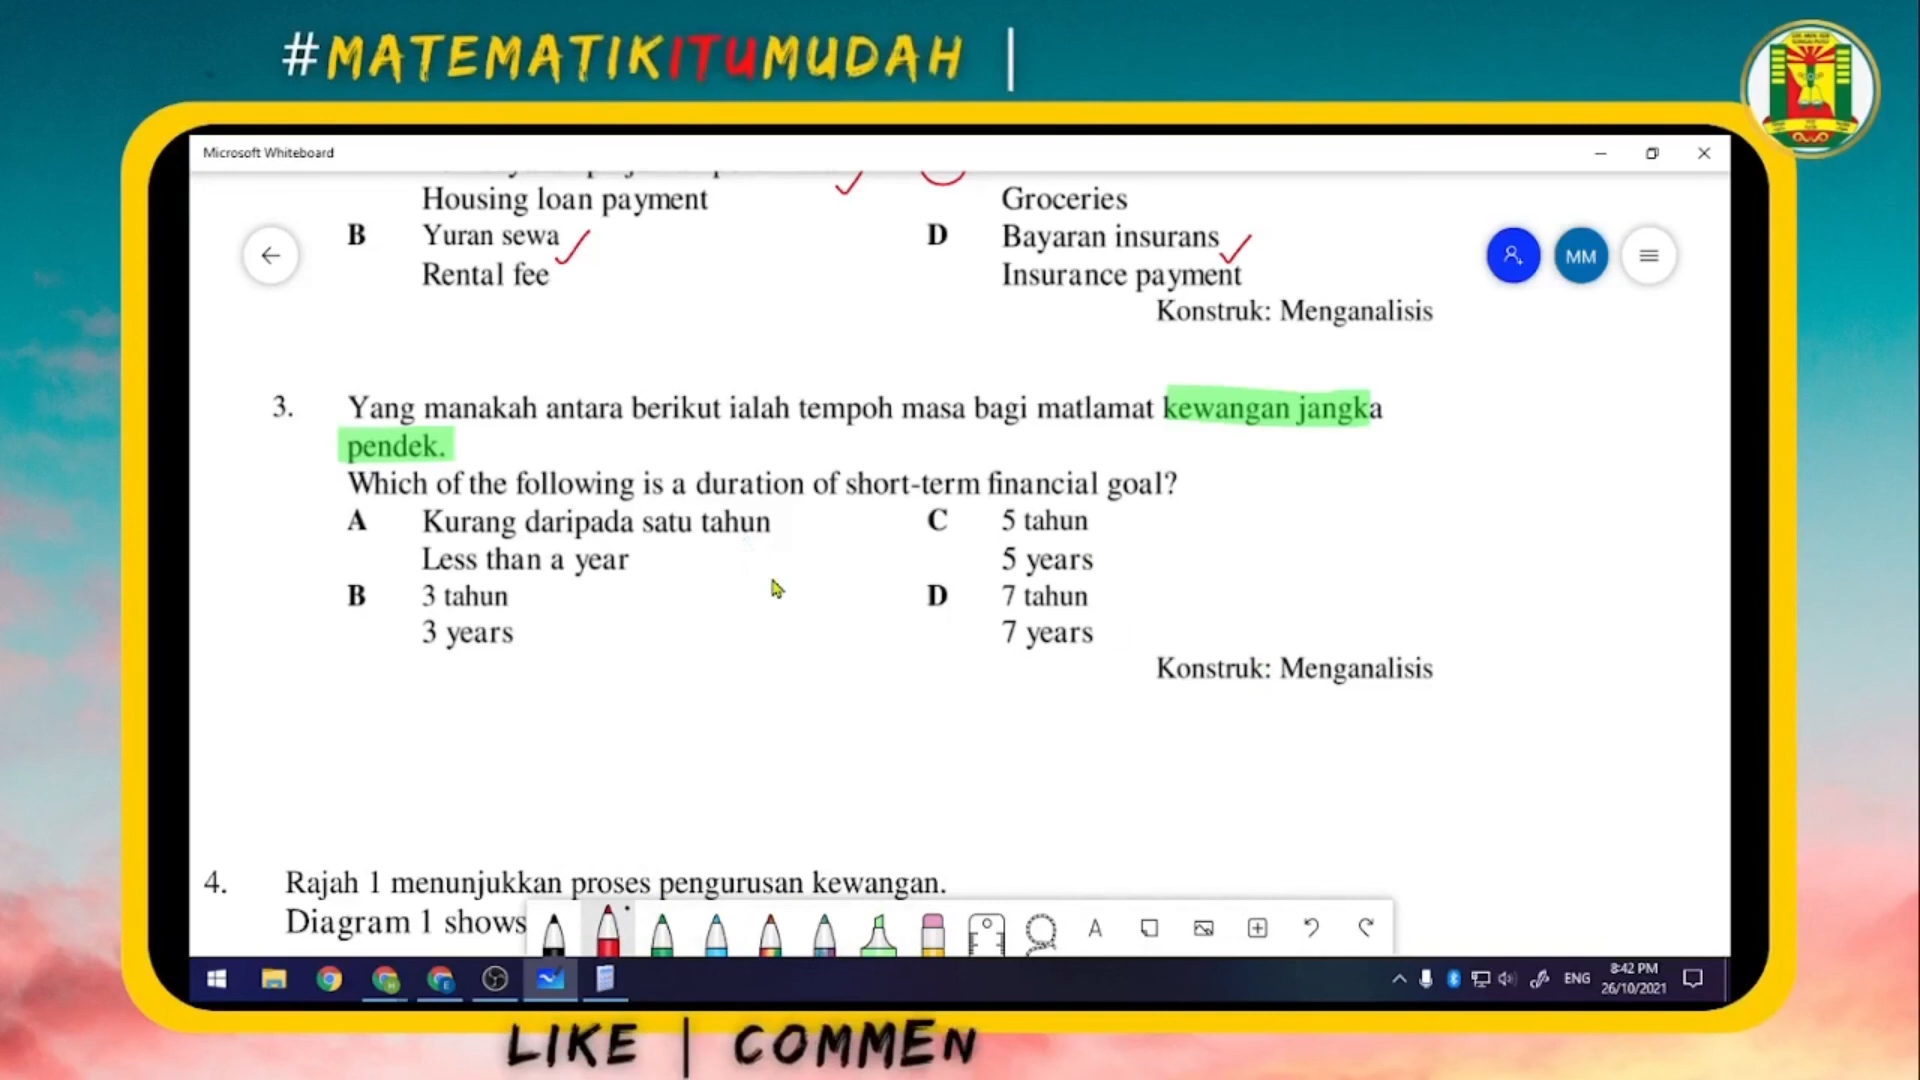 #MATEMATIKITUMUDAH |
Microsoft Whiteboard
Housing loan payment
Groceries
B Yuran sewa
D Bayaran insurans
Rental fee
Insurance payment
Konstruk: Menganalisis
MM
3. Yang manakah antara berikut ialah tempoh masa bagi matlamat kewangan jangka
pendek.
Which of the following is a duration of short-term financial goal?
A Kurang daripada satu tahun
C 5 tahun
Less than a year
5 years
B 3 tahun
D 7 tahun
3 years
7 years
Konstruk: Menganalisis
4. Rajah 1 menunjukkan proses pengurusan kewangan.
Diagram 1 shows
A
ENG
8:42 PM
26/10/2021
LIKE | COMMEN